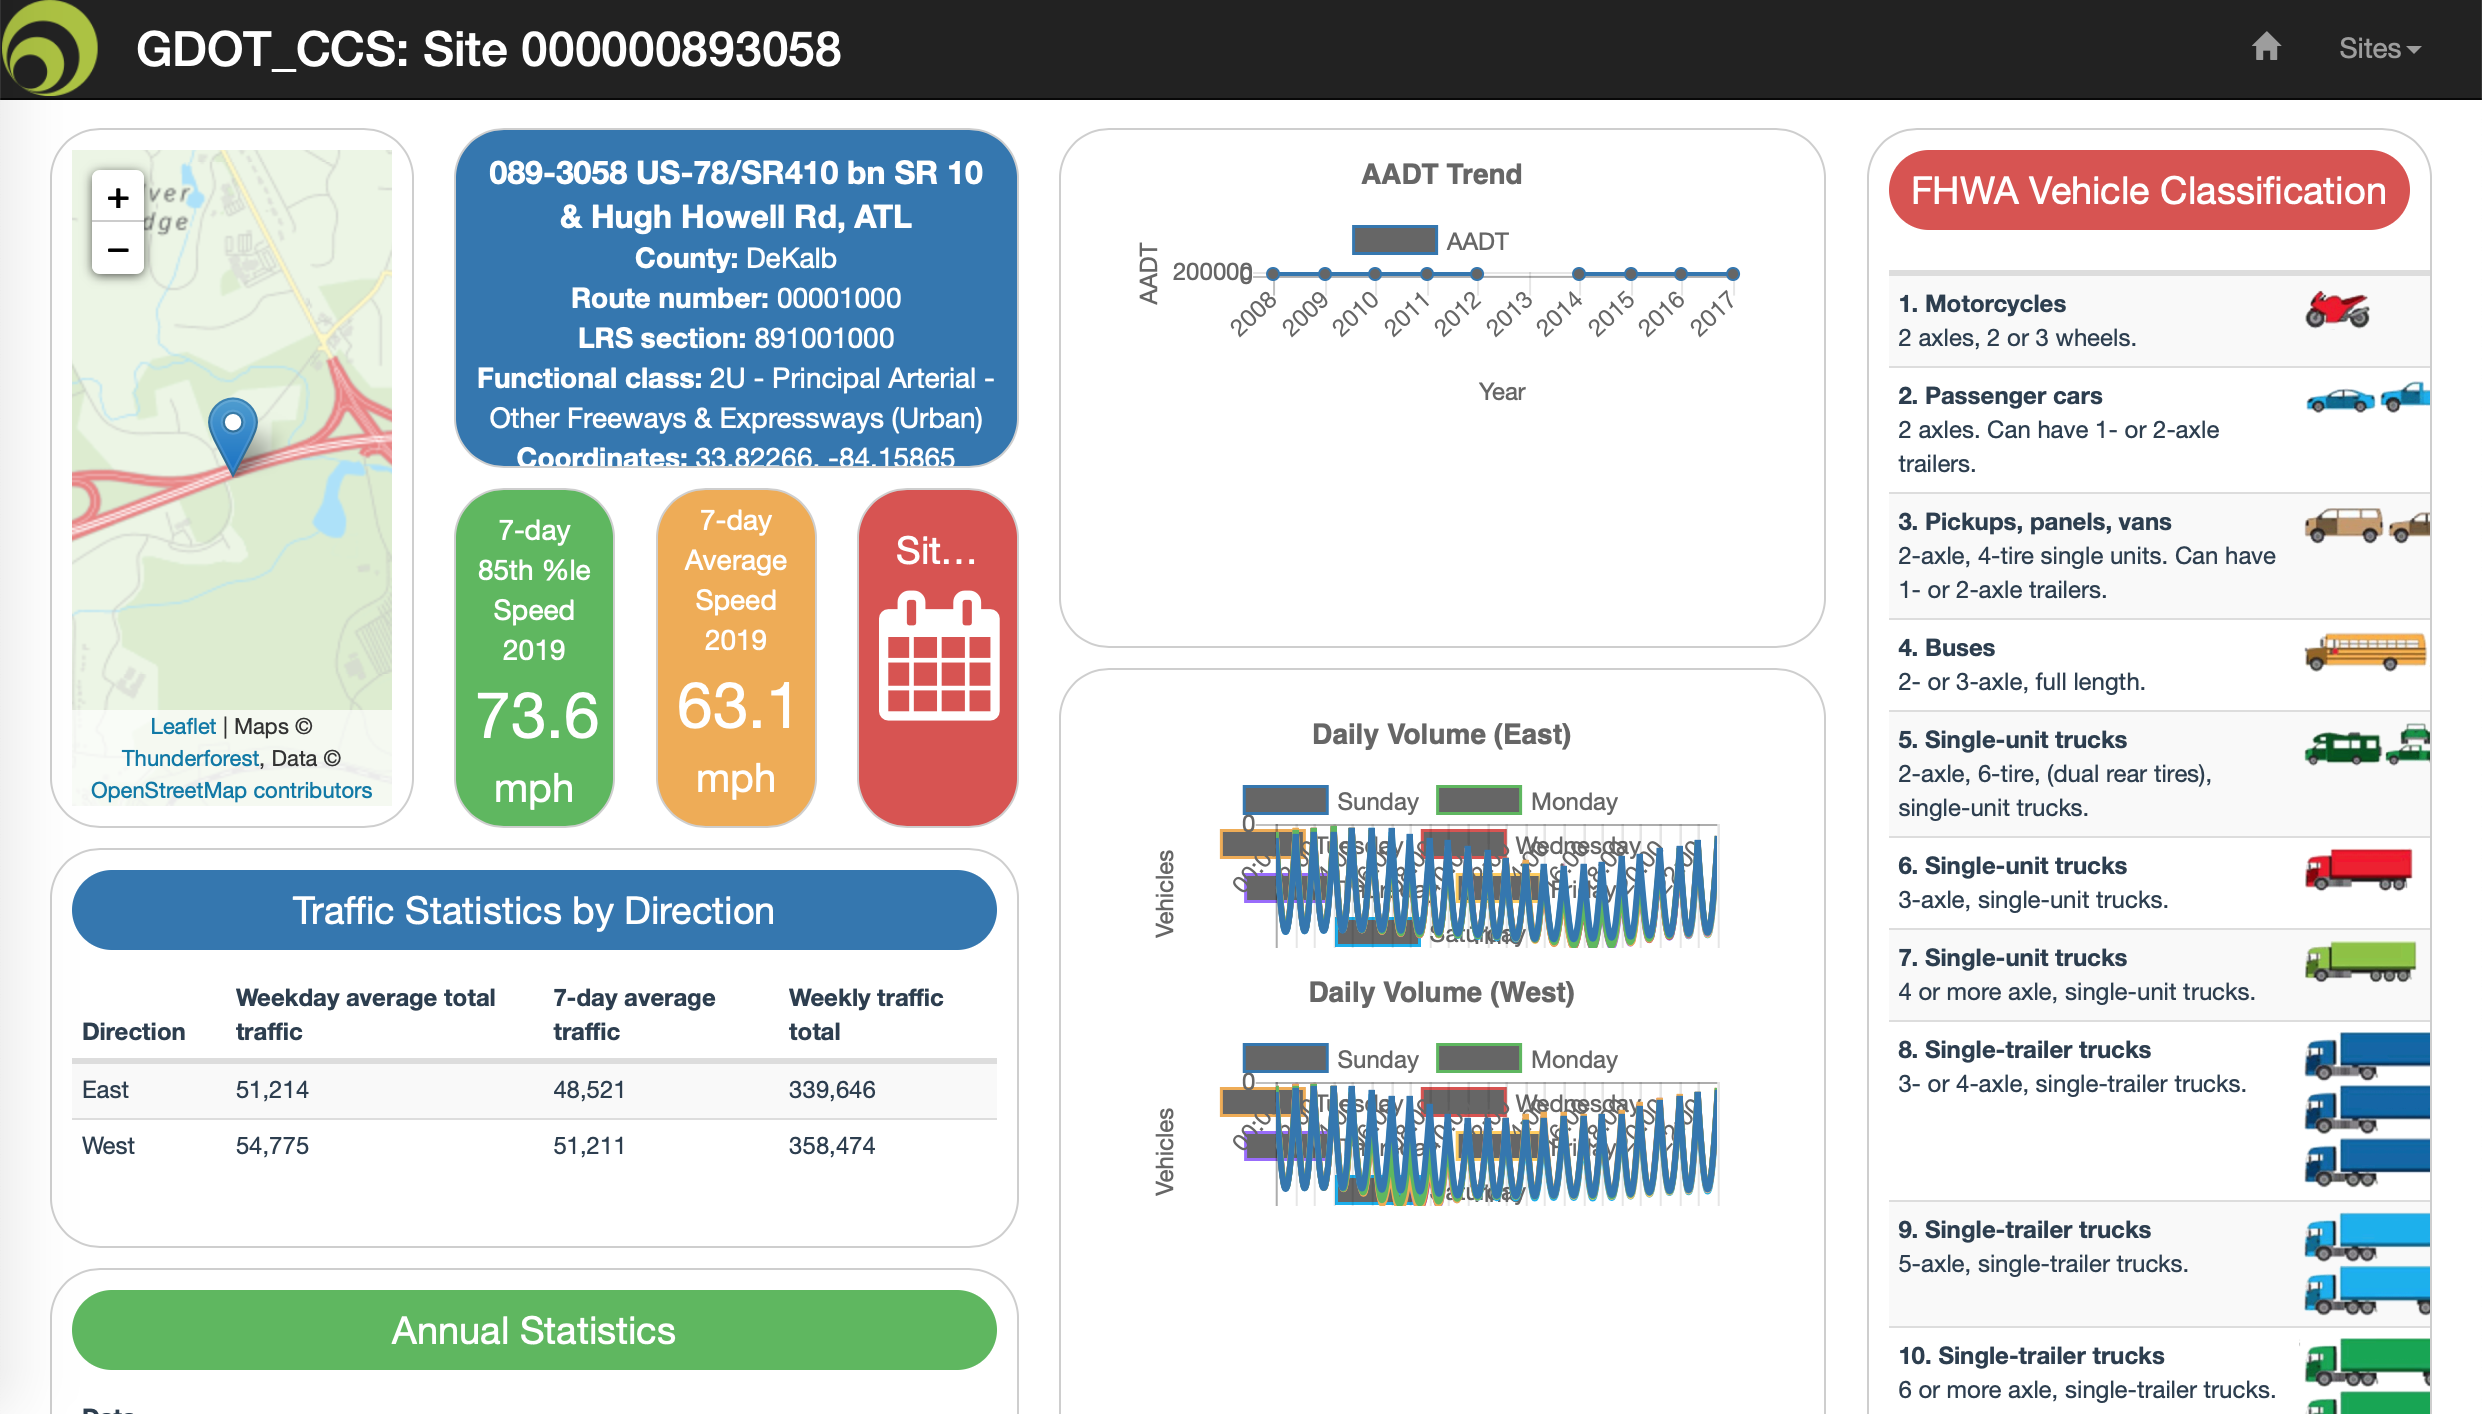 GDOT_CCS: Site 000000893058
Sites
+
−
Leaflet | Maps ©
Thunderforest, Data ©
OpenStreetMap contributors
089-3058 US-78/SR410 bn SR 10
& Hugh Howell Rd, ATL
County: DeKalb
Route number: 00001000
LRS section: 891001000
Functional class: 2U - Principal Arterial -
Other Freeways & Expressways (Urban)
Coordinates: 33.82266, -84.15865
7-day
85th %le
Speed
2019
73.6
mph
7-day
Average
Speed
2019
63.1
mph
Sit...
Traffic Statistics by Direction
Direction Weekday average total traffic 7-day average traffic Weekly traffic total
East 51,214 48,521 339,646
West 54,775 51,211 358,474
Annual Statistics
AADT Trend
AADT
AADT
200000
0
2008 2009 2010 2011 2012 2013 2014 2015 2016 2017
Year
Daily Volume (East)
Sunday Monday
0
Tuesday Wednesday
Friday
Saturday
Vehicles
Daily Volume (West)
Sunday Monday
0
Tuesday Wednesday
Friday
Saturday
Vehicles
FHWA Vehicle Classification
1. Motorcycles
2 axles, 2 or 3 wheels.
2. Passenger cars
2 axles. Can have 1- or 2-axle
trailers.
3. Pickups, panels, vans
2-axle, 4-tire single units. Can have
1- or 2-axle trailers.
4. Buses
2- or 3-axle, full length.
5. Single-unit trucks
2-axle, 6-tire, (dual rear tires),
single-unit trucks.
6. Single-unit trucks
3-axle, single-unit trucks.
7. Single-unit trucks
4 or more axle, single-unit trucks.
8. Single-trailer trucks
3- or 4-axle, single-trailer trucks.
9. Single-trailer trucks
5-axle, single-trailer trucks.
10. Single-trailer trucks
6 or more axle, single-trailer trucks.